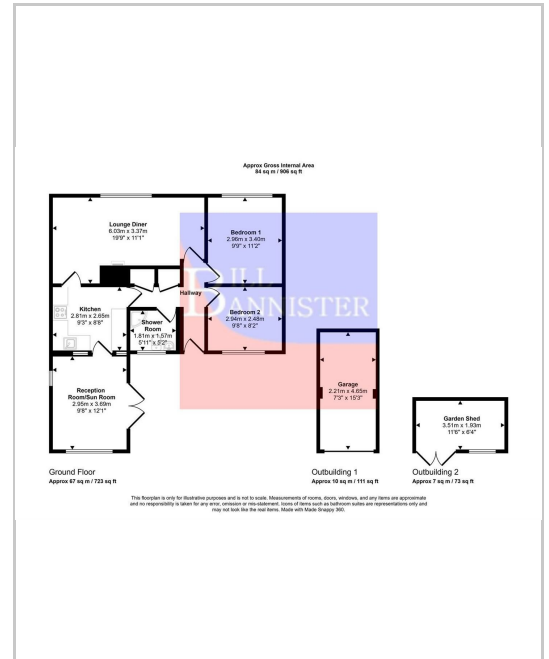 Approx Gross Internal Area
84 sq m / 906 sq ft
Lounge Diner
6.03m x 3.37m
19'9" x 11'1"
Bedroom 1
2.96m x 3.40m
9'9" x 11'2"
Kitchen
2.81m x 2.65m
9'3" x 8'8"
Hallway
Shower
Room
1.81m x 1.57m
5'11" x 5'2"
Bedroom 2
2.94m x 2.48m
9'8" x 8'2"
BILL
BANNISTER
Reception
Room/Sun Room
2.95m x 3.69m
9'8" x 12'1"
Garage
2.21m x 4.65m
7'3" x 15'3"
Garden Shed
3.51m x 1.93m
11'6" x 6'4"
Ground Floor
Approx 67 sq m / 723 sq ft
Outbuilding 1
Approx 10 sq m / 111 sq ft
Outbuilding 2
Approx 7 sq m / 73 sq ft
This floorplan is only for illustrative purposes and is not to scale. Measurements of rooms, doors, windows, and any items are approximate
and no responsibility is taken for any error, omission or mis-statement. Icons of items such as bathroom suites are representations only and
may not look like the real items. Made with Made Snappy 360.